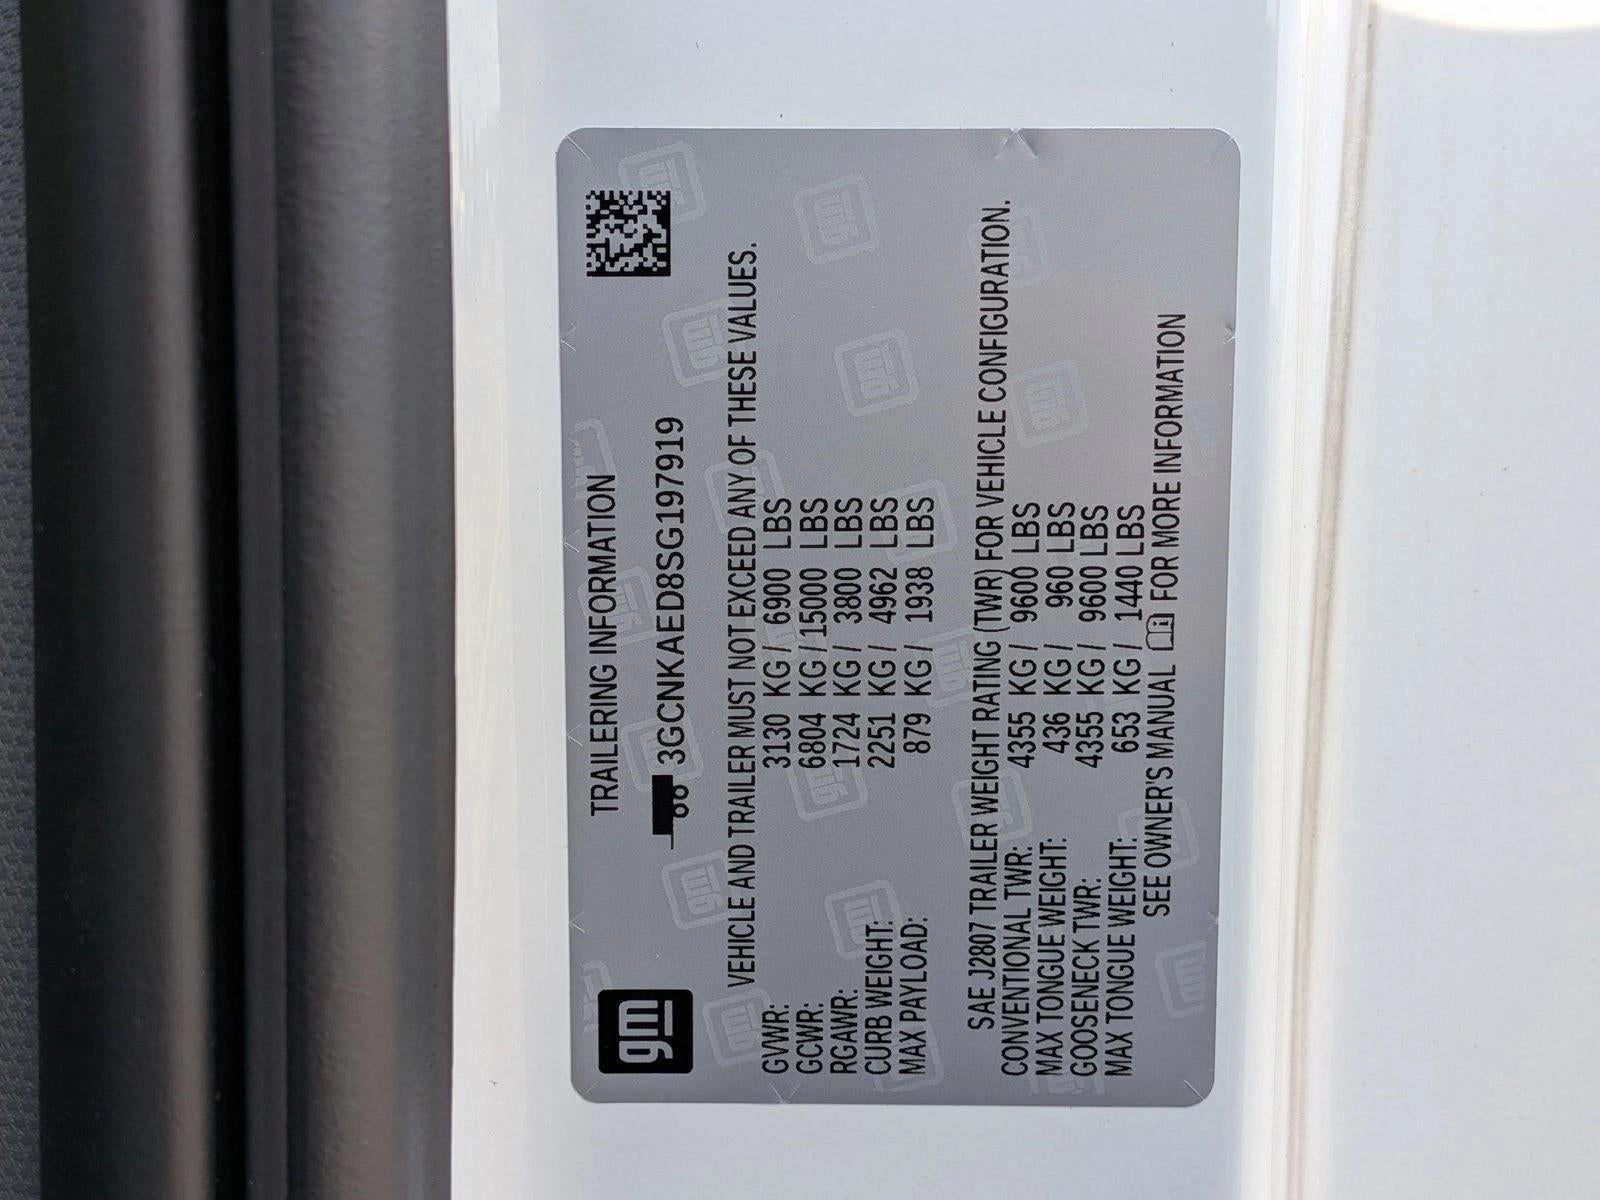 gm
TRAILERING INFORMATION
3GCNKAED8SG197919
VEHICLE AND TRAILER MUST NOT EXCEED ANY OF THESE VALUES.
GVWR: 3130 KG / 6900 LBS
GCWR: 6804 KG / 15000 LBS
RGAWR: 1724 KG / 3800 LBS
CURB WEIGHT: 2251 KG / 4962 LBS
MAX PAYLOAD: 879 KG / 1938 LBS
SAE J2807 TRAILER WEIGHT RATING (TWR) FOR VEHICLE CONFIGURATION.
CONVENTIONAL TWR: 4355 KG / 9600 LBS
MAX TONGUE WEIGHT: 436 KG / 960 LBS
GOOSENECK TWR: 4355 KG / 9600 LBS
MAX TONGUE WEIGHT: 653 KG / 1440 LBS
SEE OWNER'S MANUAL FOR MORE INFORMATION